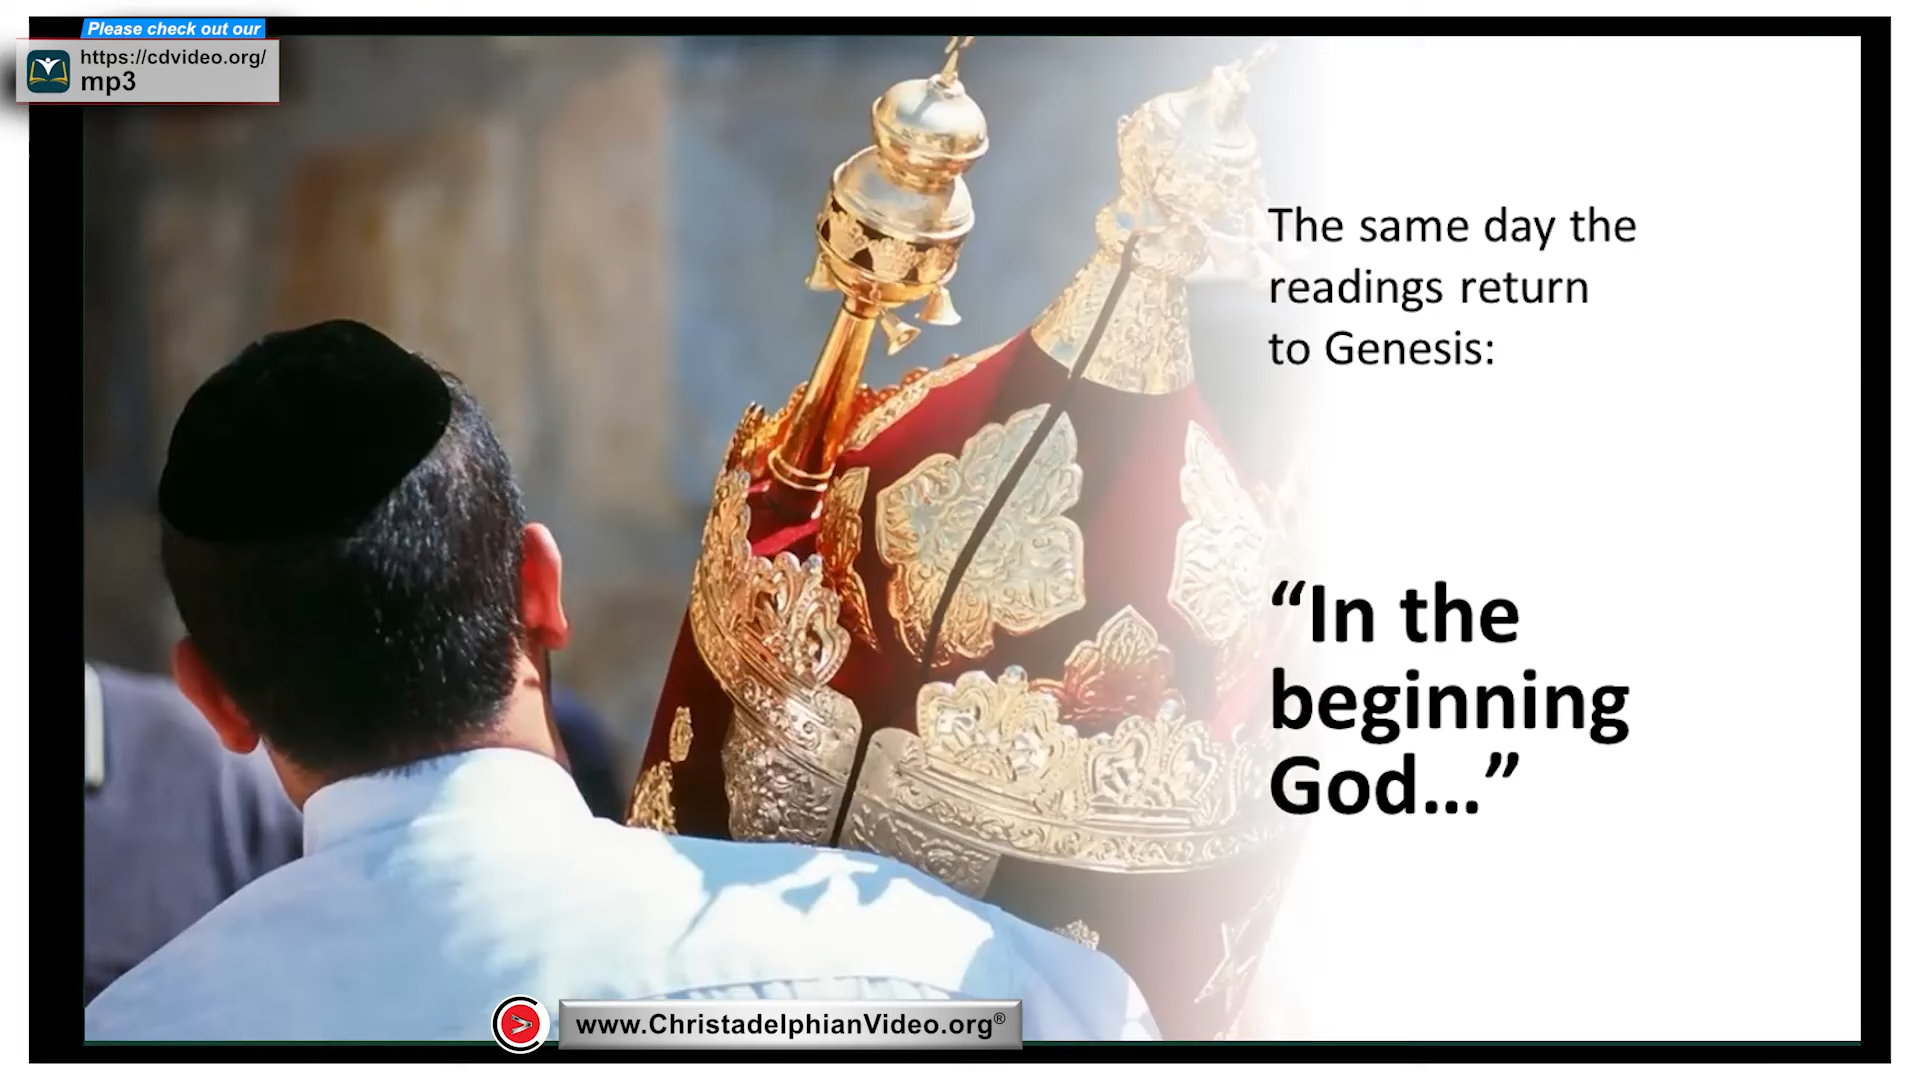 Please check out our
https://cdvideo.org/
mp3
The same day the
readings return
to Genesis:
“In the
beginning
God…”
www.ChristadelphianVideo.org®